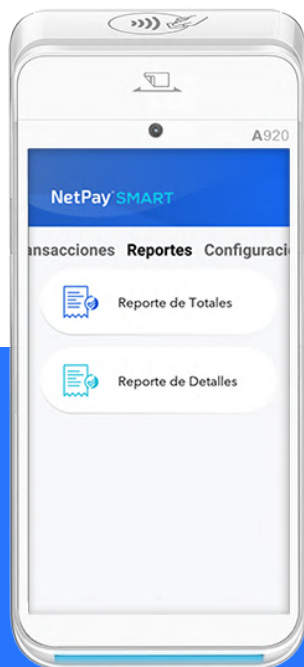 A920
NetPay SMART
ansacciones Reportes Configuraci
Reporte de Totales
Reporte de Detalles